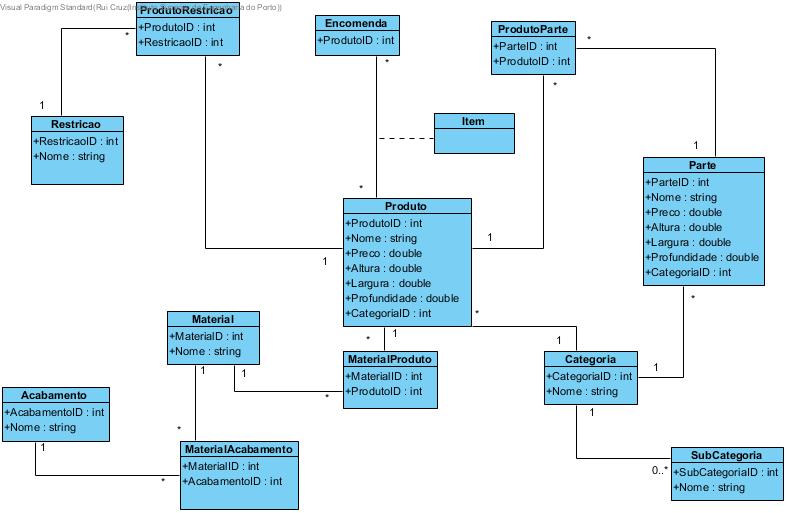 Visual Paradigm Standard(Rui Cruz(In do Porto))
ProdutoRestricao
+ProdutoID : int
+RestricaoID : int
*
*
Encomenda
+ProdutoID : int
*
ProdutoParte
+ParteID : int
+ProdutoID : int
*
*
1
Restricao
+RestricaoID : int
+Nome : string
Item
1
Parte
+ParteID : int
+Nome : string
+Preco : double
+Altura : double
+Largura : double
+Profundidade : double
+CategoriaID : int
*
*
Produto
+ProdutoID : int
+Nome : string
+Preco : double
+Altura : double
+Largura : double
+Profundidade : double
+CategoriaID : int
1
1
*
Material
+MaterialID : int
+Nome : string
1
1
*
1
MaterialProduto
+MaterialID : int
+ProdutoID : int
*
1
Categoria
+CategoriaID : int
+Nome : string
1
1
Acabamento
+AcabamentoID : int
+Nome : string
1
*
MaterialAcabamento
+MaterialID : int
+AcabamentoID : int
*
0..*
SubCategoria
+SubCategoriaID : int
+Nome : string